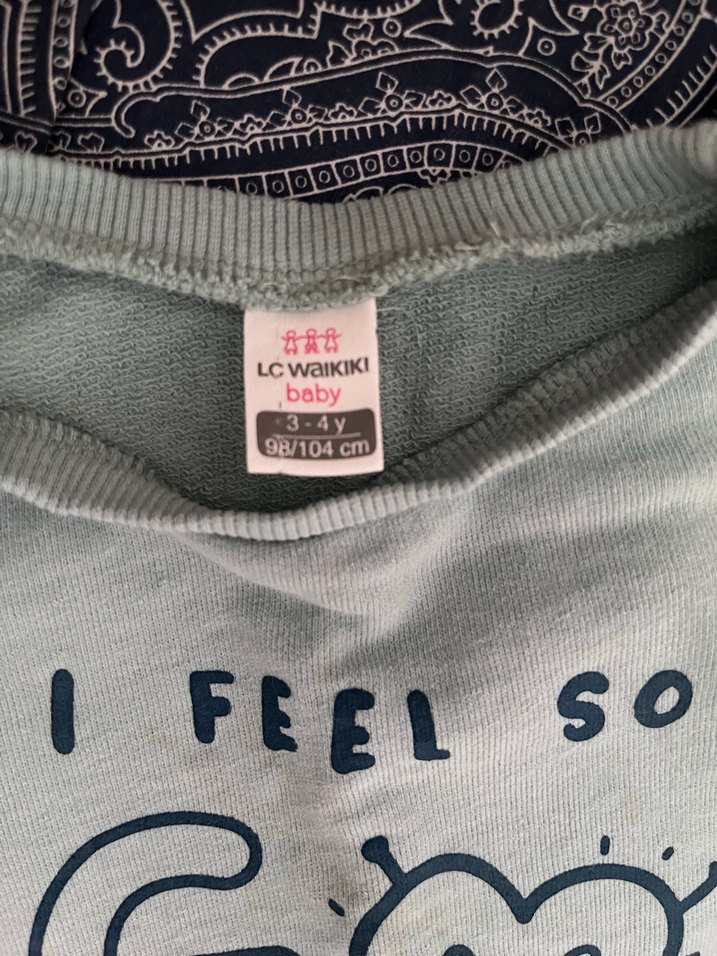 LC WAIKIKI
baby
3 - 4 y
98/104 cm
I FEEL SO